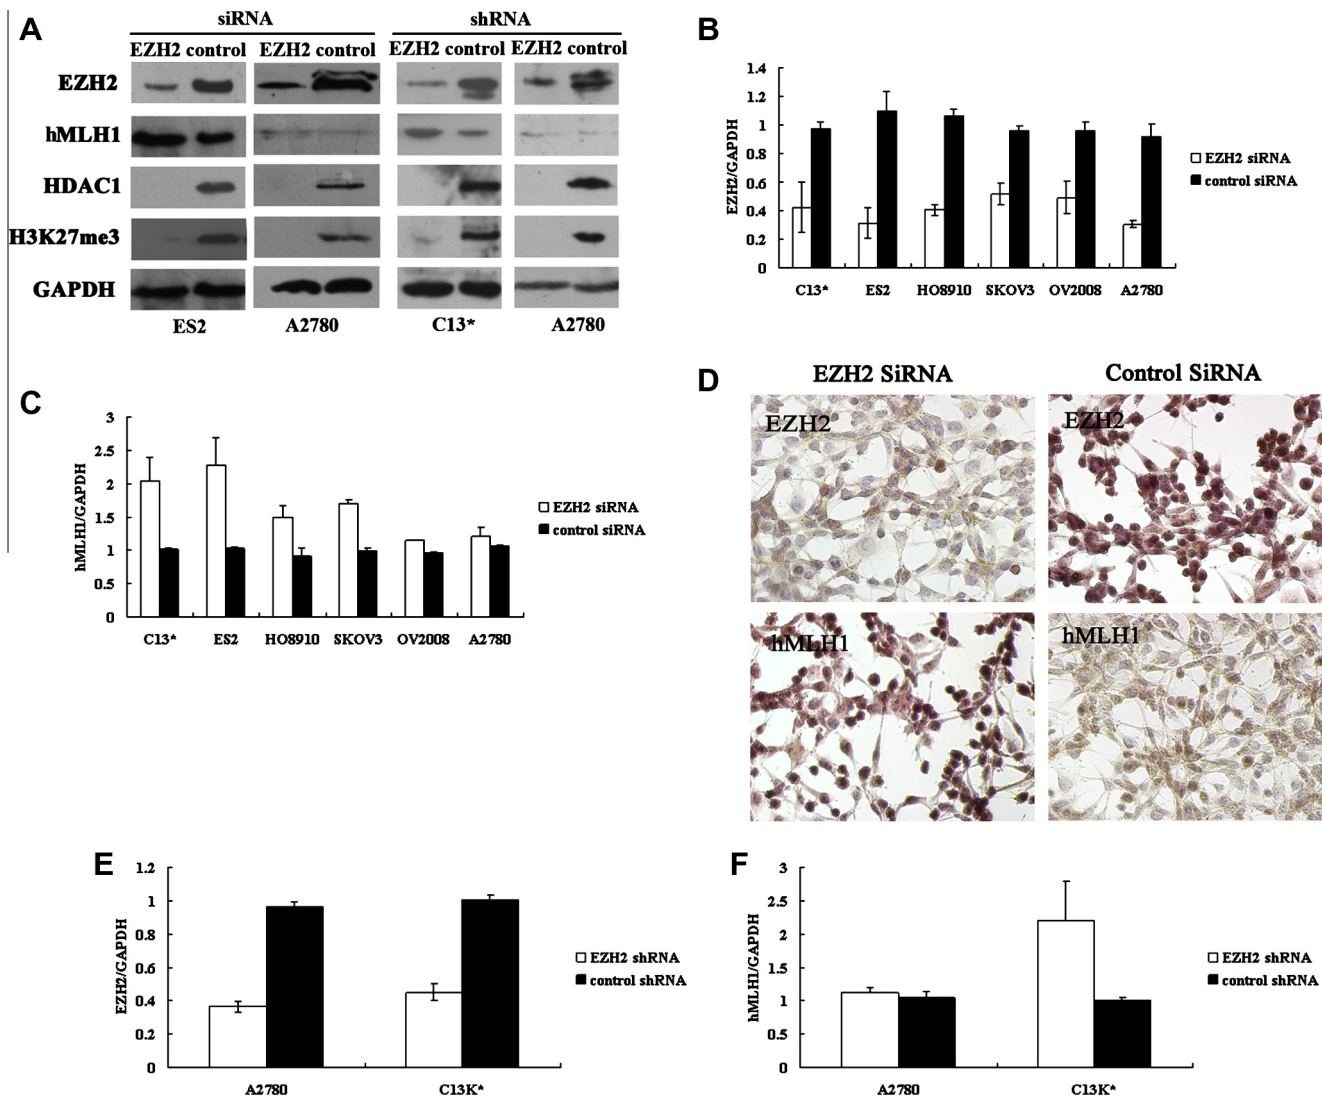 A
siRNA
shRNA
EZH2 control
EZH2 control
EZH2 control
EZH2 control
EZH2
hMLH1
HDAC1
H3K27me3
GAPDH
ES2
A2780
C13*
A2780
B
1.4
1.2
1
0.8
0.6
0.4
0.2
0
EZH2/GAPDH
C13*
ES2
HO8910
SKOV3
OV2008
A2780
EZH2 siRNA
control siRNA
C
3
2.5
2
1.5
1
0.5
0
hMLH1/GAPDH
C13*
ES2
HO8910
SKOV3
OV2008
A2780
EZH2 siRNA
control siRNA
D
EZH2 SiRNA
Control SiRNA
EZH2
EZH2
hMLH1
hMLH1
E
1.2
1
0.8
0.6
0.4
0.2
0
EZH2/GAPDH
A2780
C13K*
EZH2 shRNA
control shRNA
F
3
2.5
2
1.5
1
0.5
0
hMLH1/GAPDH
A2780
C13K*
EZH2 shRNA
control shRNA